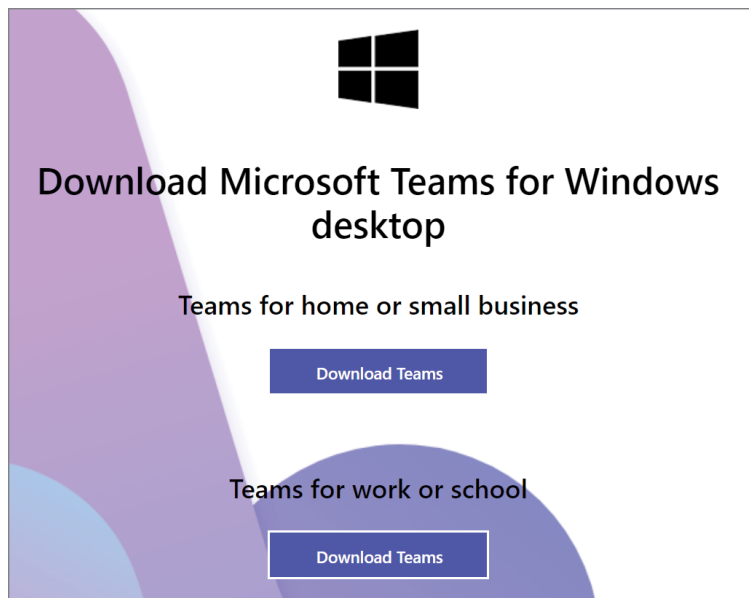 Download Microsoft Teams for Windows
desktop
Teams for home or small business
Download Teams
Teams for work or school
Download Teams